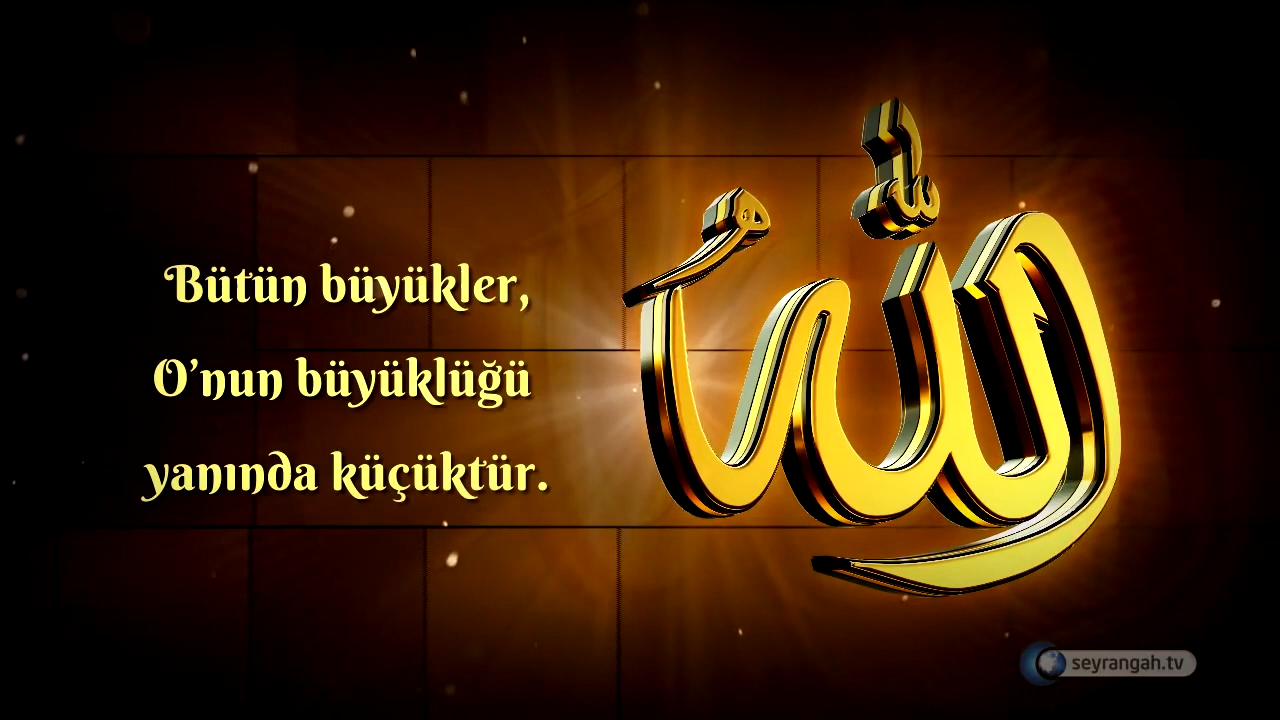 Bütün büyükler,
O'nun büyüklüğü
yanında küçüktür.
اللهُ
seyrangah.tv